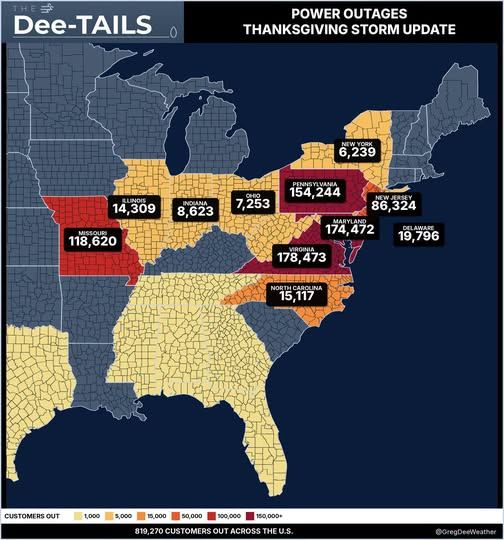 THE
Dee-TAILS
POWER OUTAGES
THANKSGIVING STORM UPDATE
NEW YORK
6,239
PENNSYLVANIA
154,244
ILLINOIS
14,309
INDIANA
8,623
OHIO
7,253
NEW JERSEY
86,324
MARYLAND
174,472
DELAWARE
19,796
MISSOURI
118,620
VIRGINIA
178,473
NORTH CAROLINA
15,117
CUSTOMERS OUT
1,000
5,000
15,000
50,000
100,000
150,000+
819,270 CUSTOMERS OUT ACROSS THE U.S.
@GregDeeWeather